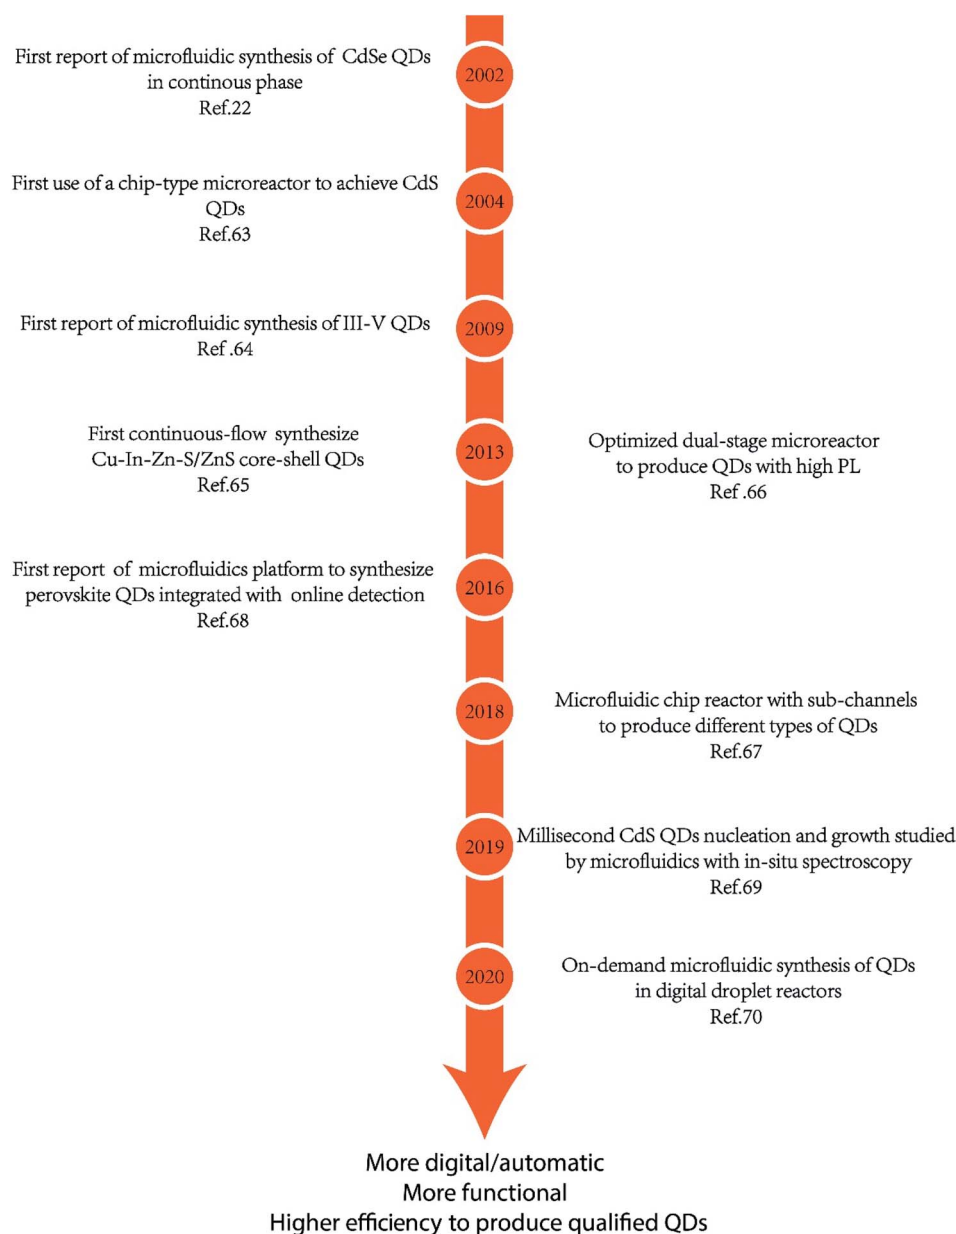 First report of microfluidic synthesis of CdSe QDs
in continous phase
Ref.22
2002
First use of a chip-type microreactor to achieve CdS
QDs
Ref.63
2004
First report of microfluidic synthesis of III-V QDs
Ref .64
2009
First continuous-flow synthesize
Cu-In-Zn-S/ZnS core-shell QDs
Ref.65
2013
Optimized dual-stage microreactor
to produce QDs with high PL
Ref .66
First report of microfluidics platform to synthesize
perovskite QDs integrated with online detection
Ref.68
2016
2018
Microfluidic chip reactor with sub-channels
to produce different types of QDs
Ref.67
2019
Millisecond CdS QDs nucleation and growth studied
by microfluidics with in-situ spectroscopy
Ref.69
2020
On-demand microfluidic synthesis of QDs
in digital droplet reactors
Ref.70
More digital/automatic
More functional
Higher efficiency to produce qualified QDs